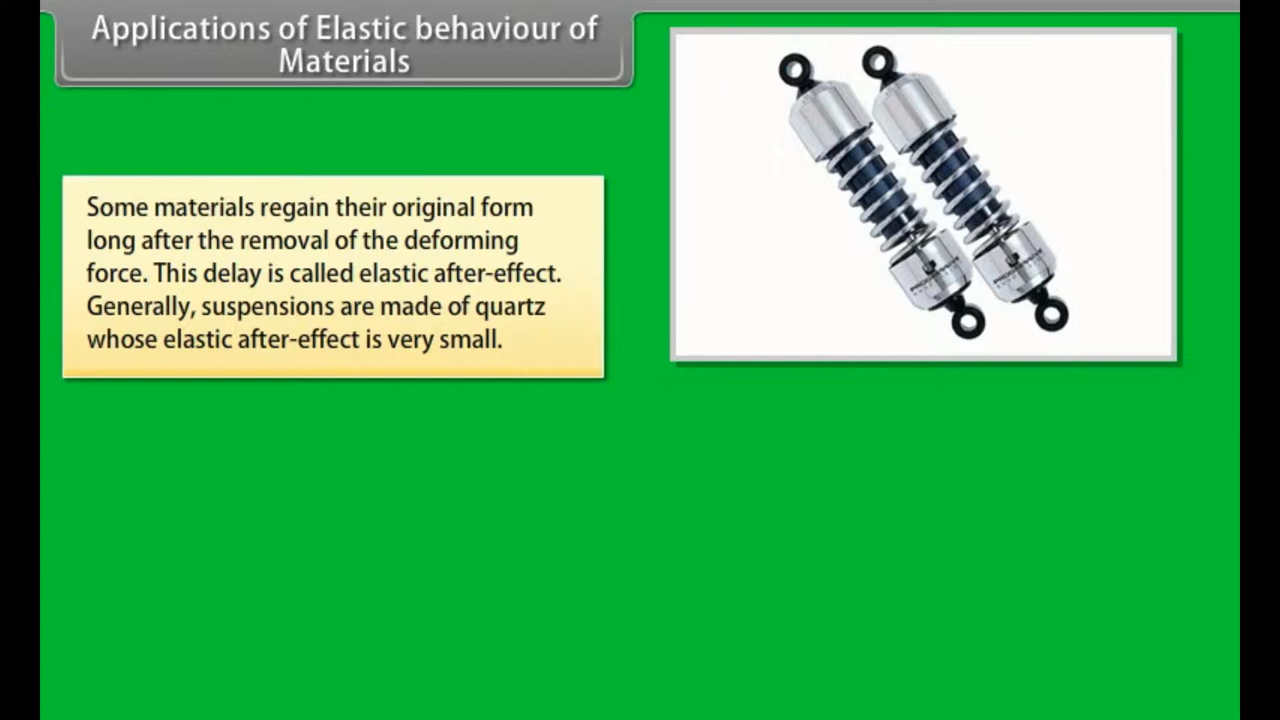 Applications of Elastic behaviour of
Materials
Some materials regain their original form
long after the removal of the deforming
force. This delay is called elastic after-effect.
Generally, suspensions are made of quartz
whose elastic after-effect is very small.